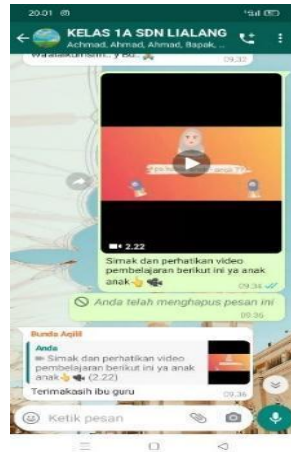 20.01
KELAS 1A SDN LIALANG
Achmad, Ahmad, Ahmad, Bapak, ...
Bu..
09.32
2.22
Simak dan perhatikan video
pembelajaran berikut ini ya anak
anak
09.34
Anda telah menghapus pesan ini
09.36
Bunda Aqilll
Anda
Simak dan perhatikan video
pembelajaran berikut ini ya anak
anak (2.22)
Terimakasih ibu guru
09.36
Ketik pesan